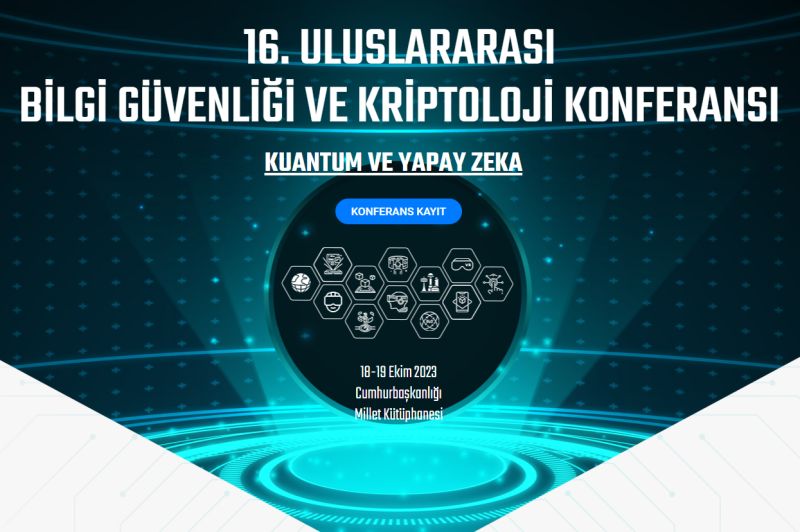 16. ULUSLARARASI
BİLGİ GÜVENLİĞİ VE KRİPTOLOJİ KONFERANSI
KUANTUM VE YAPAY ZEKA
KONFERANS KAYIT
18-19 Ekim 2023
Cumhurbaşkanlığı
Millet Kütüphanesi